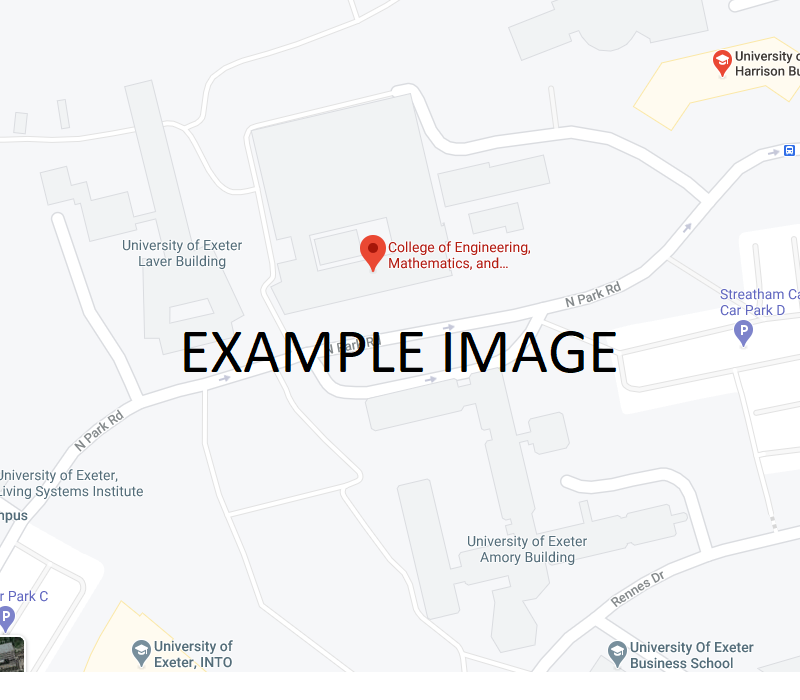 University o
Harrison Bu
University of Exeter
Laver Building
College of Engineering,
Mathematics, and...
N Park Rd
Streatham Ca
Car Park D
P
N Park Rd
EXAMPLE IMAGE
N Park Rd
University of Exeter,
Living Systems Institute
mpus
University of Exeter
Amory Building
Rennes Dr
r Park C
P
University of
Exeter, INTO
University Of Exeter
Business School